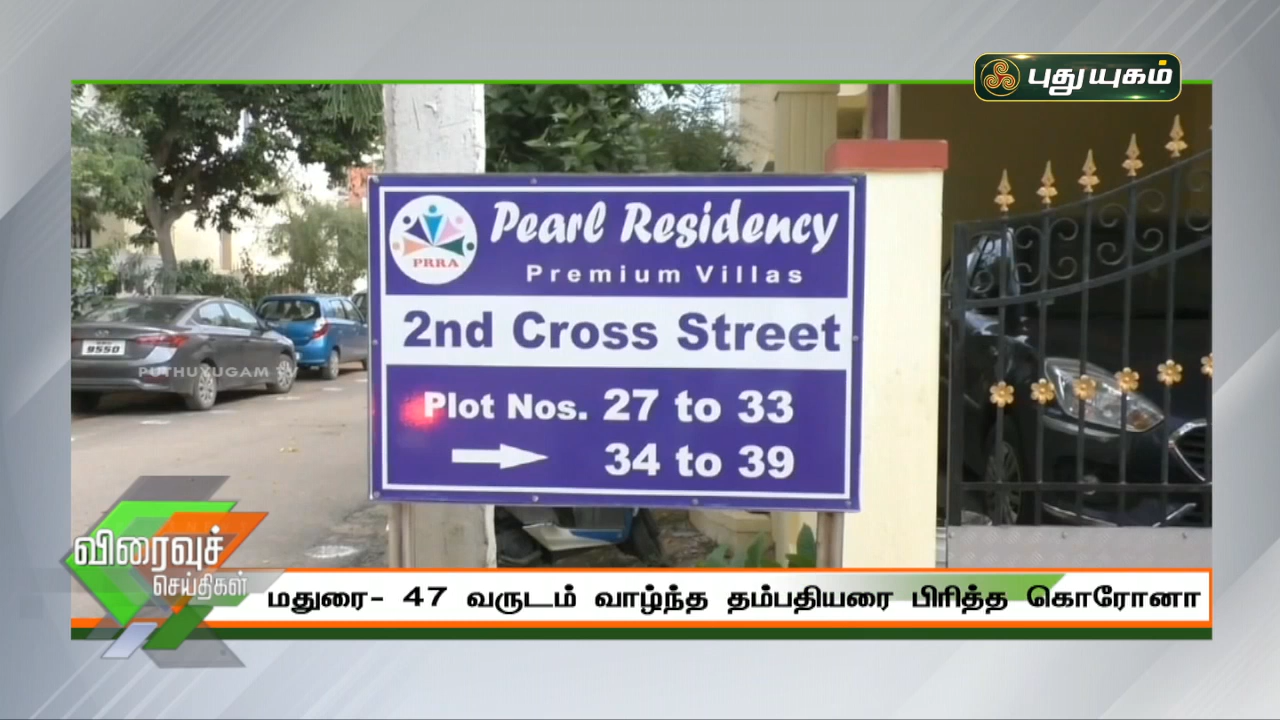 புதுயுகம்
Pearl Residency
PRRA
Premium Villas
2nd Cross Street
Plot Nos. 27 to 33
34 to 39
9550
PUTHUYUGAM TV
விரைவுச்
செய்திகள்
மதுரை- 47 வருடம் வாழ்ந்த தம்பதியரை பிரித்த கொரோனா